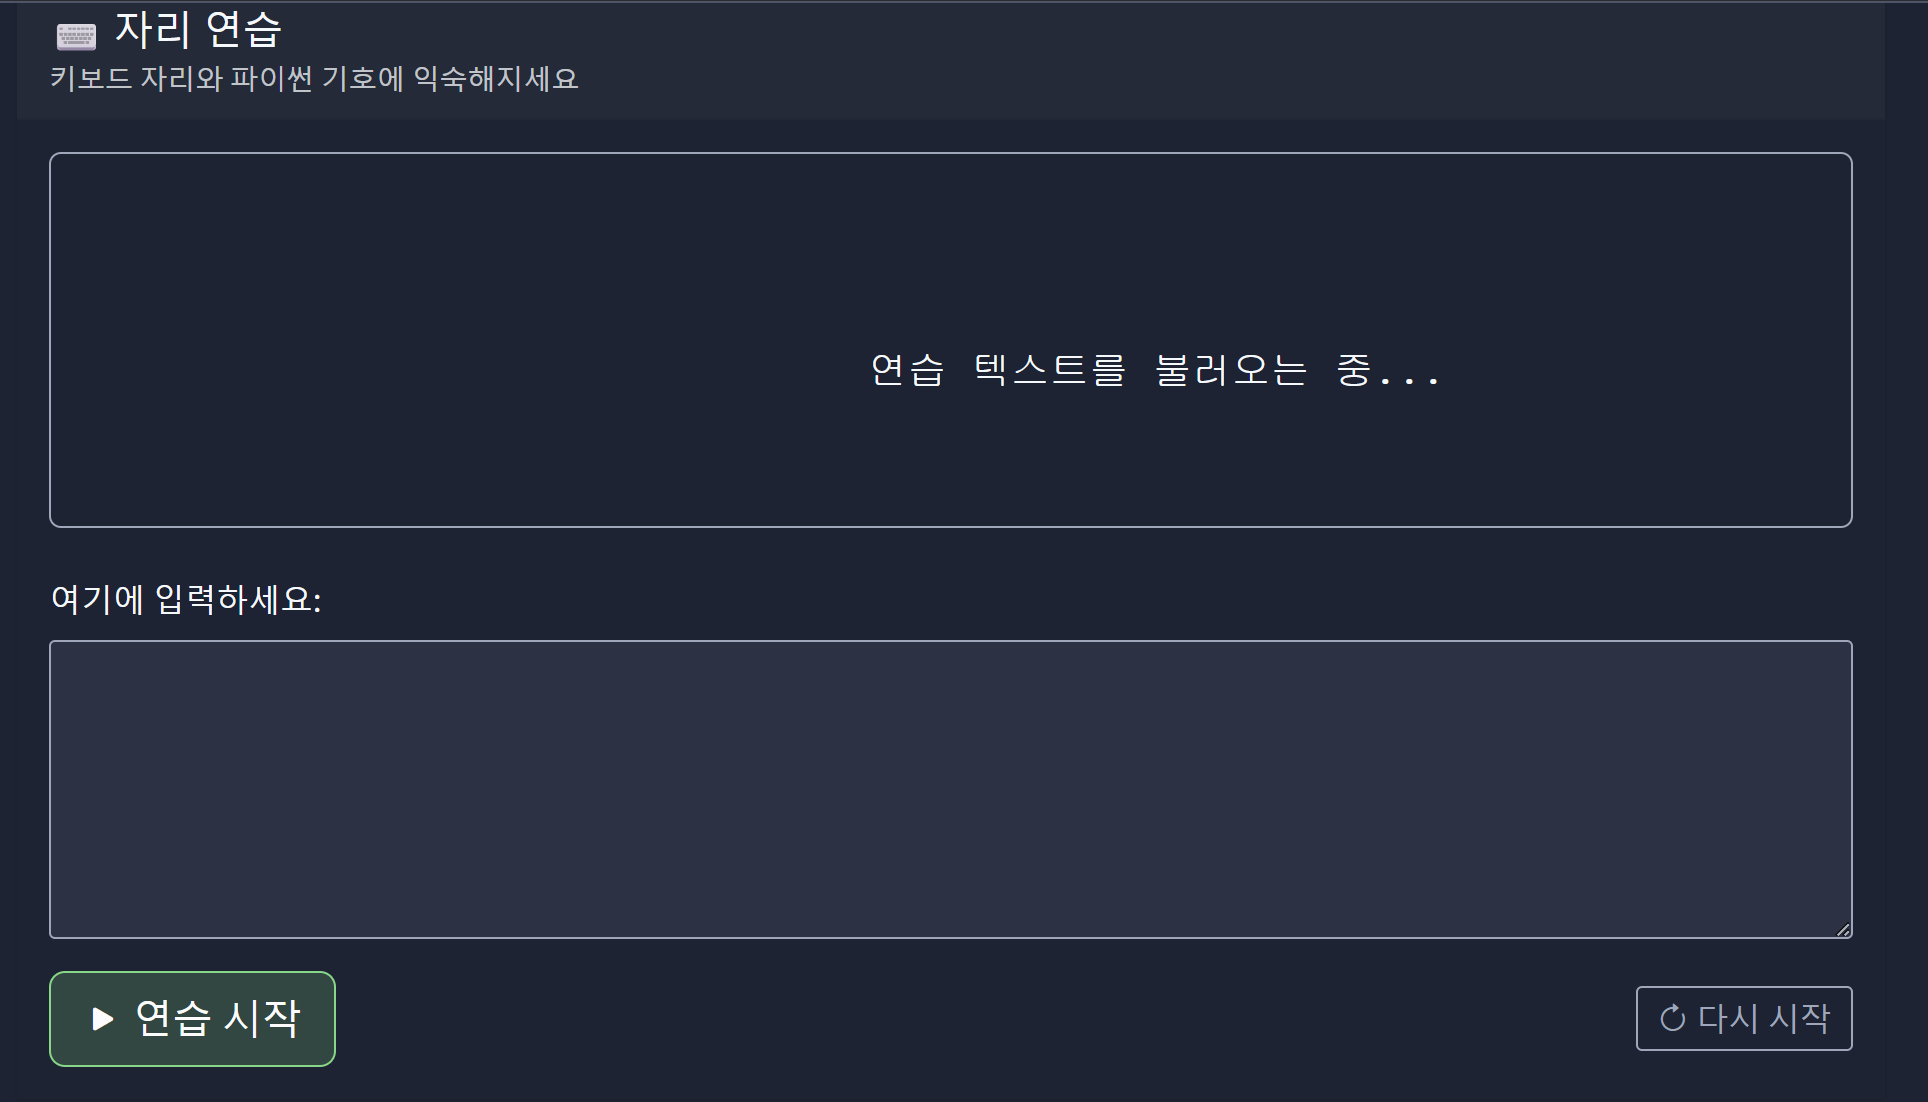 자리 연습
키보드 자리와 파이썬 기호에 익숙해지세요
연습 텍스트를 불러오는 중...
여기에 입력하세요:
연습 시작
다시 시작